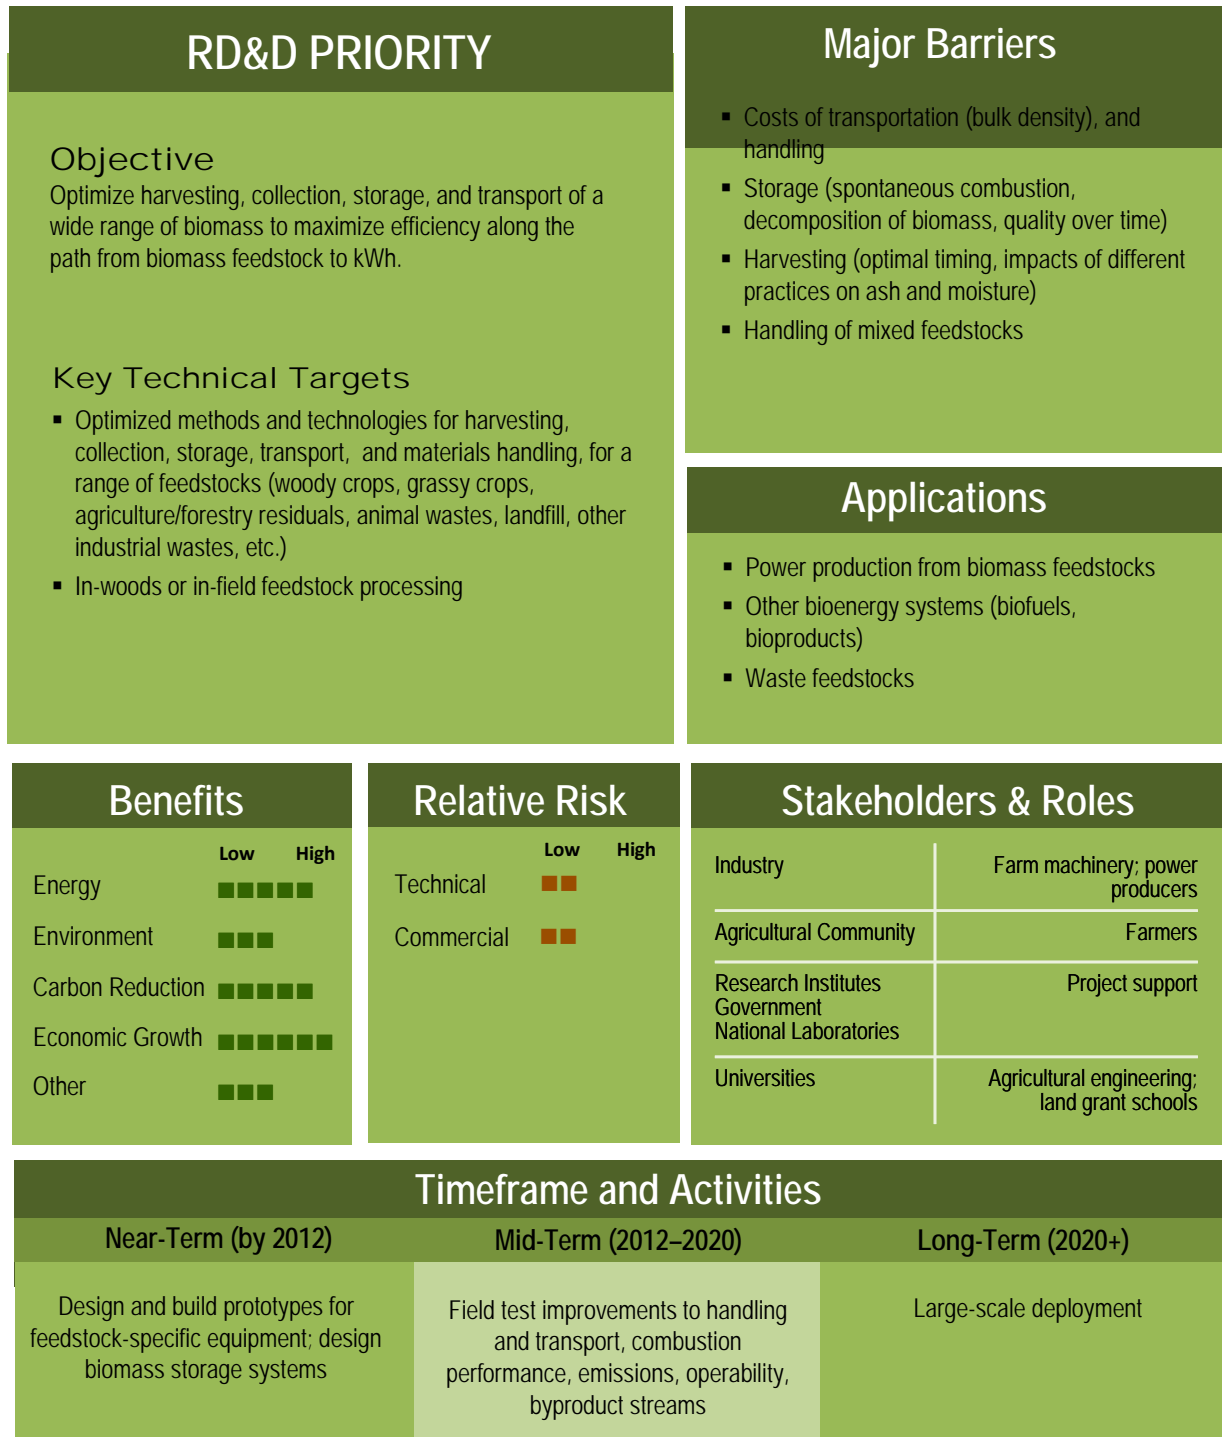 RD&D PRIORITY
Objective
Optimize harvesting, collection, storage, and transport of a
wide range of biomass to maximize efficiency along the
path from biomass feedstock to kWh.
Key Technical Targets
▪ Optimized methods and technologies for harvesting,
collection, storage, transport, and materials handling, for a
range of feedstocks (woody crops, grassy crops,
agriculture/forestry residuals, animal wastes, landfill, other
industrial wastes, etc.)
▪ In-woods or in-field feedstock processing
Major Barriers
▪ Costs of transportation (bulk density), and
handling
▪ Storage (spontaneous combustion,
decomposition of biomass, quality over time)
▪ Harvesting (optimal timing, impacts of different
practices on ash and moisture)
▪ Handling of mixed feedstocks
Applications
▪ Power production from biomass feedstocks
▪ Other bioenergy systems (biofuels,
bioproducts)
▪ Waste feedstocks
Benefits
Low High
Energy
Environment
Carbon Reduction
Economic Growth
Other
Relative Risk
Low High
Technical
Commercial
Stakeholders & Roles
Industry Farm machinery; power
producers
Agricultural Community Farmers
Research Institutes Project support
Government
National Laboratories
Universities Agricultural engineering;
land grant schools
Timeframe and Activities
Near-Term (by 2012)
Design and build prototypes for
feedstock-specific equipment; design
biomass storage systems
Mid-Term (2012–2020)
Field test improvements to handling
and transport, combustion
performance, emissions, operability,
byproduct streams
Long-Term (2020+)
Large-scale deployment